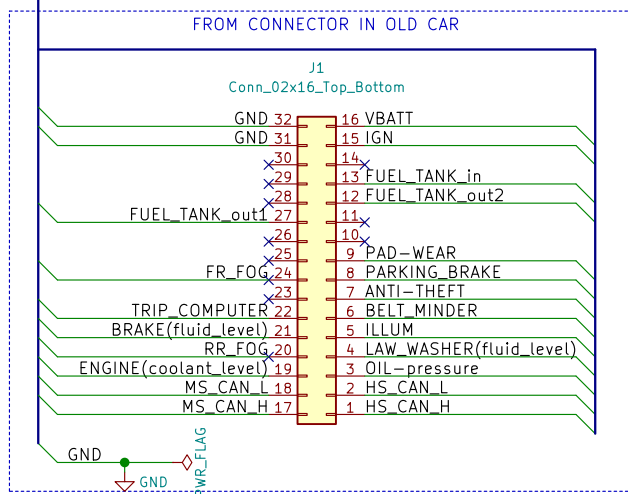 FROM CONNECTOR IN OLD CAR
J1
Conn_02x16_Top_Bottom
GND 32 16 VBATT
GND 31 15 IGN
30 14
29 13 FUEL_TANK_in
28 12 FUEL_TANK_out2
FUEL_TANK_out1 27 11
26 10
25 9 PAD-WEAR
FR_FOG 24 8 PARKING_BRAKE
23 7 ANTI-THEFT
TRIP_COMPUTER 22 6 BELT_MINDER
BRAKE(fluid_level) 21 5 ILLUM
RR_FOG 20 4 LAW_WASHER(fluid_level)
ENGINE(coolant_level) 19 3 OIL-pressure
MS_CAN_L 18 2 HS_CAN_L
MS_CAN_H 17 1 HS_CAN_H
GND
PWR_FLAG
GND